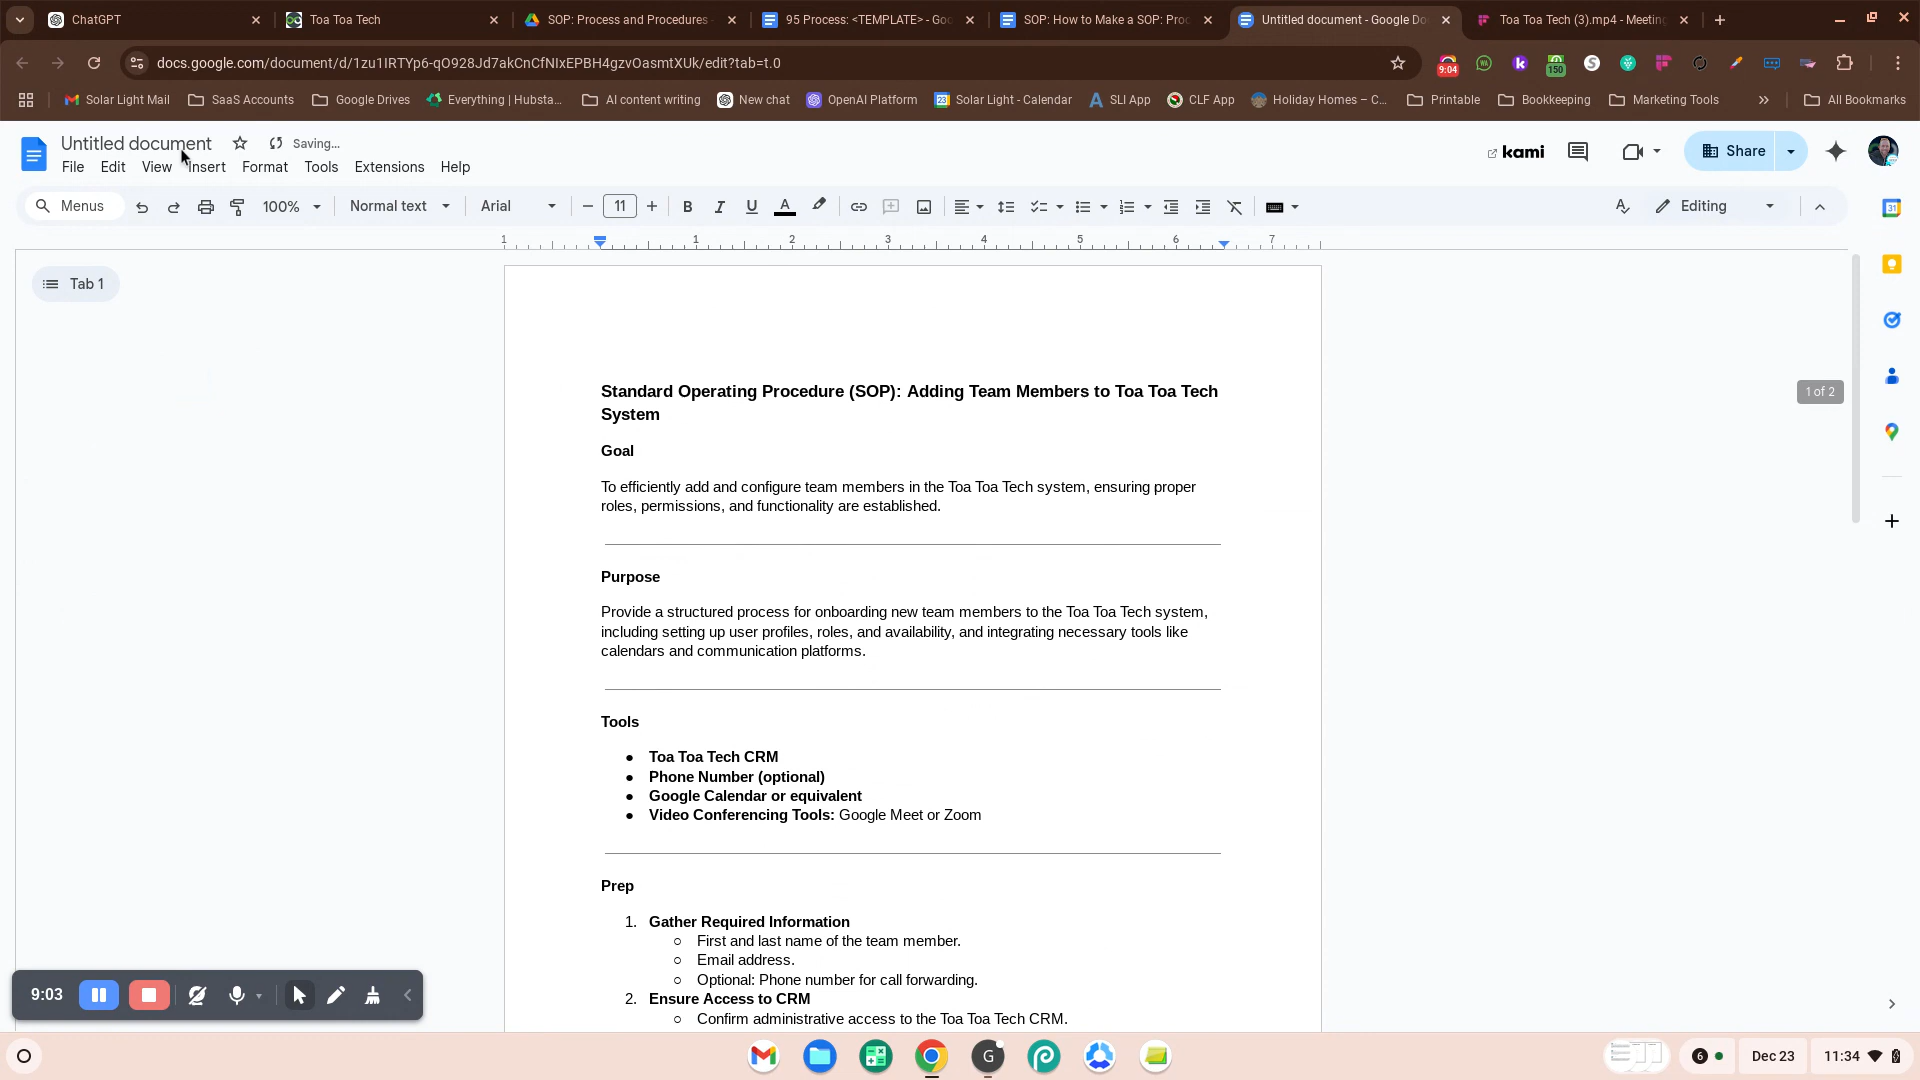 ChatGPT
Toa Toa Tech
SOP: Process and Procedures
95 Process: <TEMPLATE> - Goo
SOP: How to Make a SOP: Proc
Untitled document - Google Do
Toa Toa Tech (3).mp4 - Meeting
docs.google.com/document/d/1zu1IRTYp6-qO928Jd7akCnCfNIxEPBH4gzvOasmtXUk/edit?tab=t.0
9:04
150
Solar Light Mail
SaaS Accounts
Google Drives
Everything | Hubsta...
AI content writing
New chat
OpenAI Platform
Solar Light - Calendar
SLI App
CLF App
Holiday Homes – C...
Printable
Bookkeeping
Marketing Tools
All Bookmarks
Untitled document
Saving...
File Edit View Insert Format Tools Extensions Help
kami
Share
Menus
100%
Normal text
Arial
11
Editing
1 1 2 3 4 5 6 7
Tab 1
1 of 2
Standard Operating Procedure (SOP): Adding Team Members to Toa Toa Tech
System
Goal
To efficiently add and configure team members in the Toa Toa Tech system, ensuring proper
roles, permissions, and functionality are established.
Purpose
Provide a structured process for onboarding new team members to the Toa Toa Tech system,
including setting up user profiles, roles, and availability, and integrating necessary tools like
calendars and communication platforms.
Tools
● Toa Toa Tech CRM
● Phone Number (optional)
● Google Calendar or equivalent
● Video Conferencing Tools: Google Meet or Zoom
Prep
1. Gather Required Information
○ First and last name of the team member.
○ Email address.
○ Optional: Phone number for call forwarding.
2. Ensure Access to CRM
○ Confirm administrative access to the Toa Toa Tech CRM.
9:03
6
Dec 23
11:34